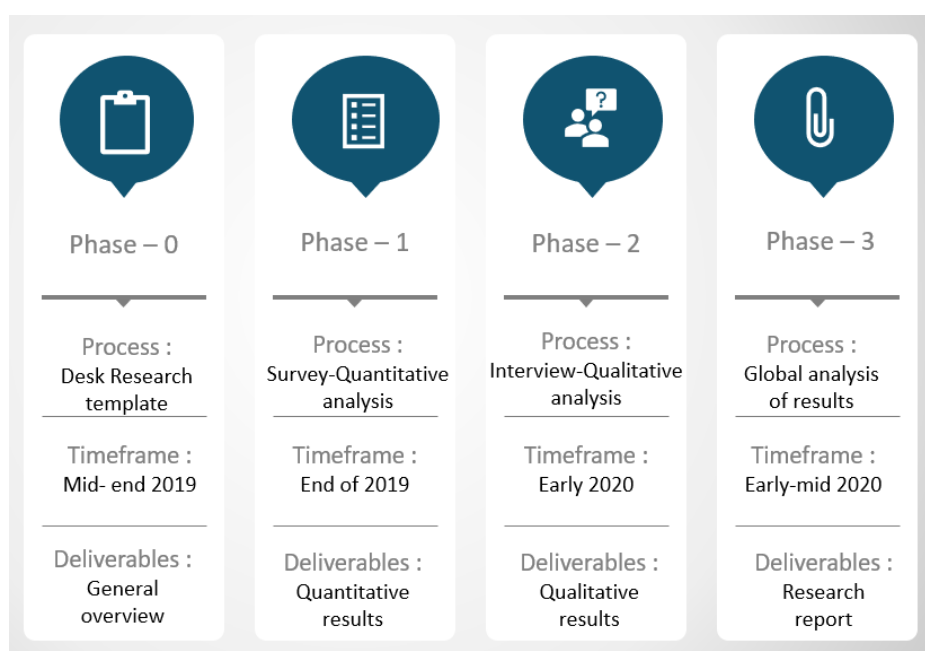 ?
Phase – 0
Process :
Desk Research
template
Timeframe :
Mid- end 2019
Deliverables :
General
overview
Phase – 1
Process :
Survey-Quantitative
analysis
Timeframe :
End of 2019
Deliverables :
Quantitative
results
Phase – 2
Process :
Interview-Qualitative
analysis
Timeframe :
Early 2020
Deliverables :
Qualitative
results
Phase – 3
Process :
Global analysis
of results
Timeframe :
Early-mid 2020
Deliverables :
Research
report